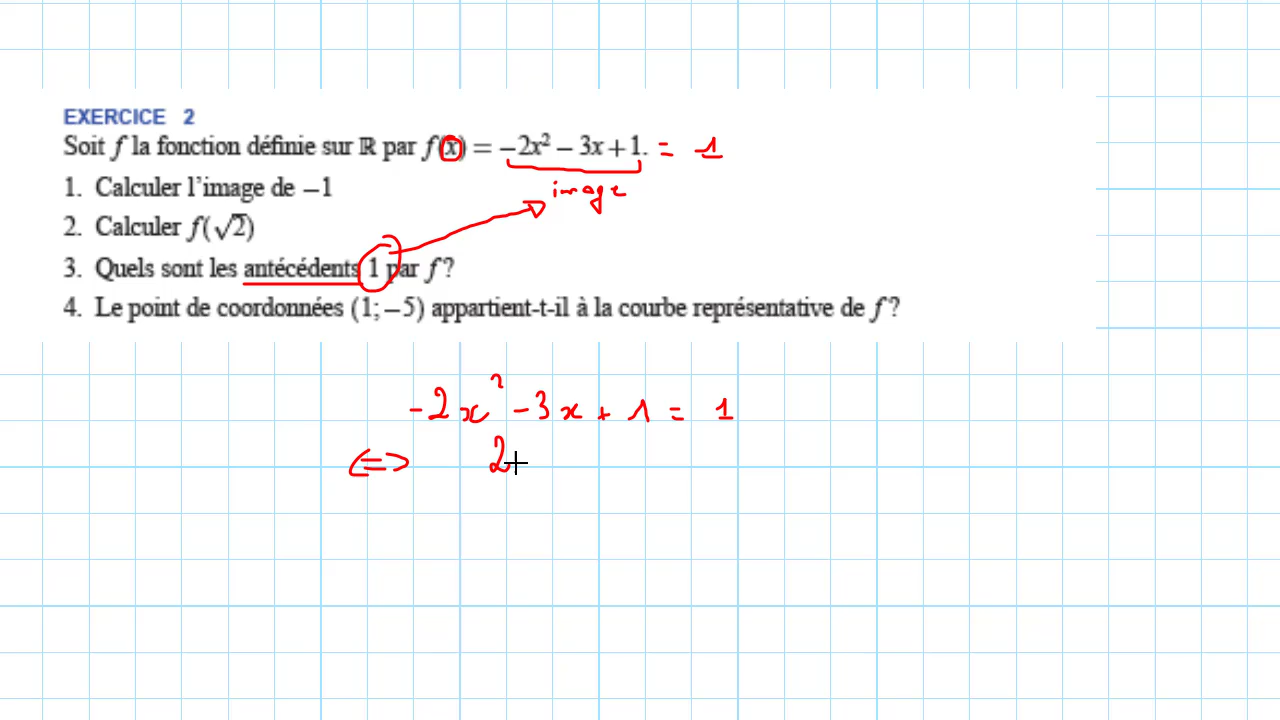 EXERCICE 2
Soit f la fonction définie sur ℝ par f(x) = −2x² − 3x + 1. = 1
image
1. Calculer l'image de −1
2. Calculer f(√2)
3. Quels sont les antécédents 1 par f ?
4. Le point de coordonnées (1; −5) appartient-t-il à la courbe représentative de f ?
-2x² - 3x + 1 = 1
⇔ 2